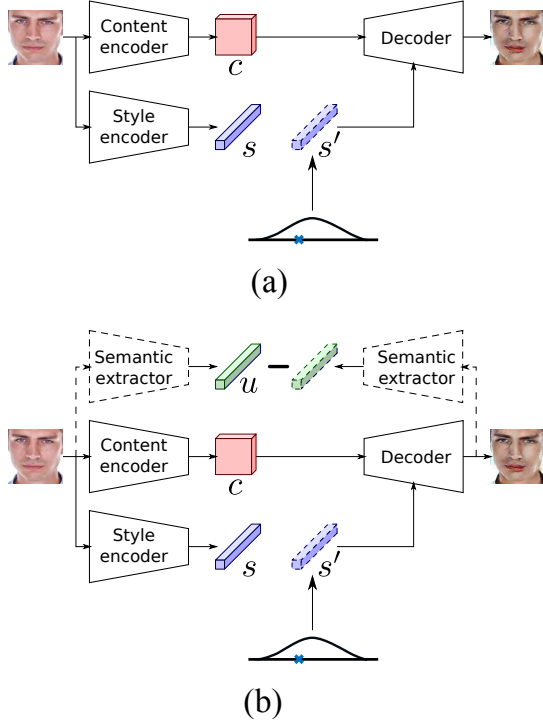 Content
encoder
Decoder
c
Style
encoder
s
s′
(a)
Semantic
extractor
Semantic
extractor
u
Content
encoder
Decoder
c
Style
encoder
s
s′
(b)